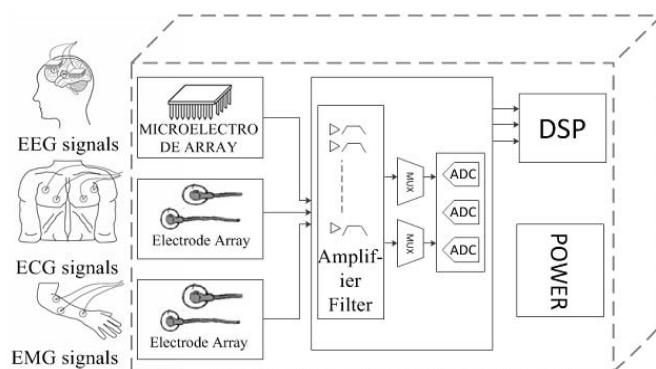 EEG signals
ECG signals
EMG signals
MICROELECTRO
DE ARRAY
Electrode Array
Electrode Array
Amplif-
ier
Filter
MUX
MUX
ADC
ADC
ADC
DSP
POWER